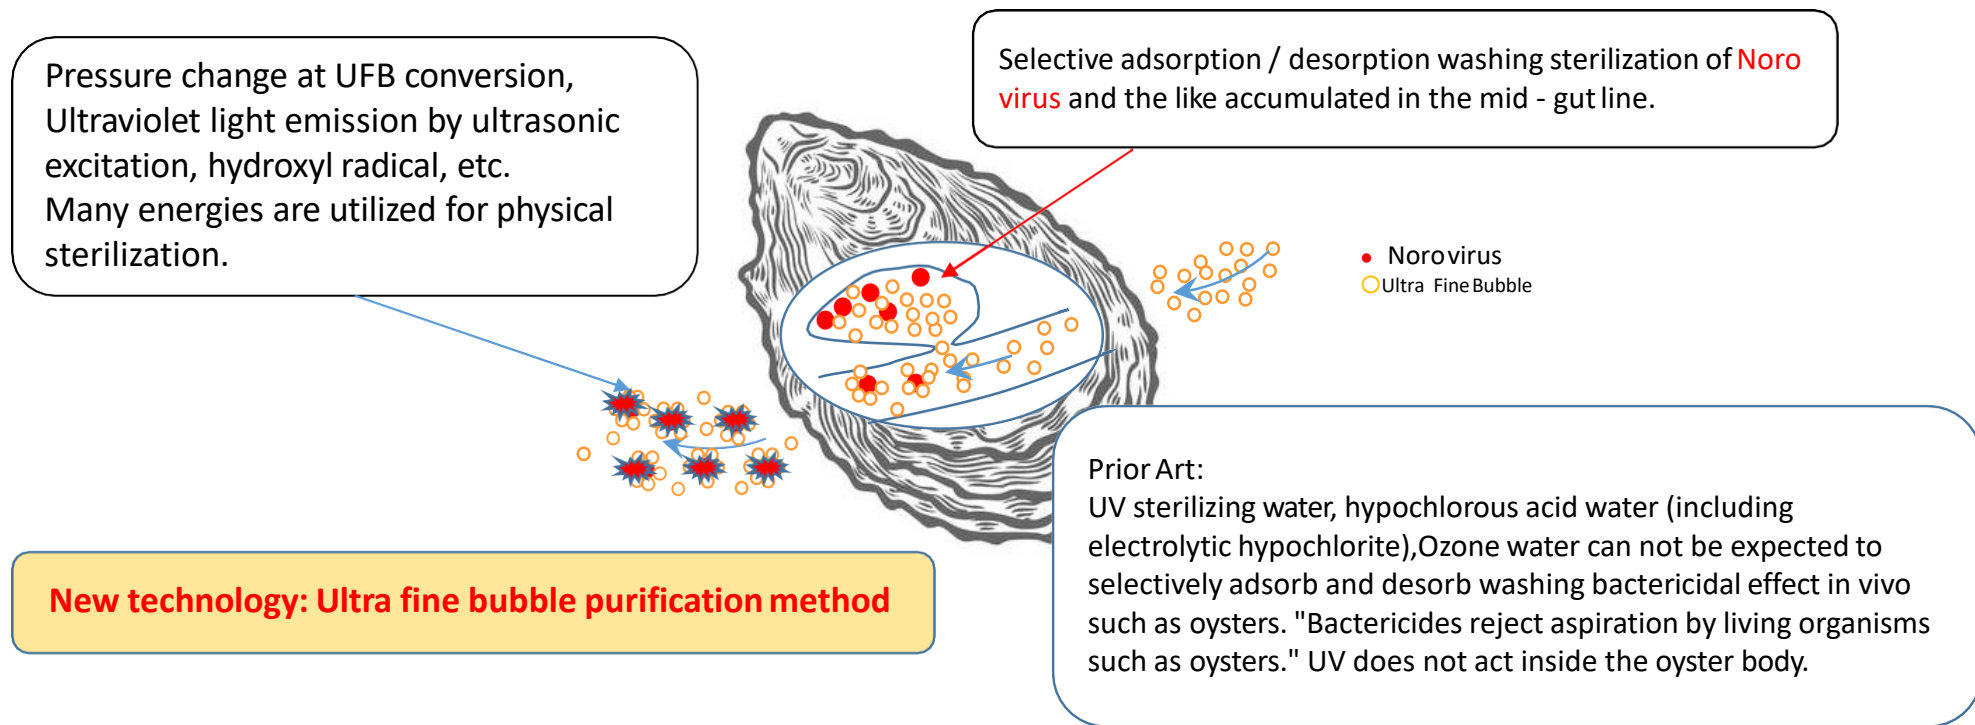 Pressure change at UFB conversion,
Ultraviolet light emission by ultrasonic
excitation, hydroxyl radical, etc.
Many energies are utilized for physical
sterilization.
Selective adsorption / desorption washing sterilization of Noro
virus and the like accumulated in the mid - gut line.
Norovirus
Ultra Fine Bubble
Prior Art:
UV sterilizing water, hypochlorous acid water (including
electrolytic hypochlorite),Ozone water can not be expected to
selectively adsorb and desorb washing bactericidal effect in vivo
such as oysters. "Bactericides reject aspiration by living organisms
such as oysters." UV does not act inside the oyster body.
New technology: Ultra fine bubble purification method